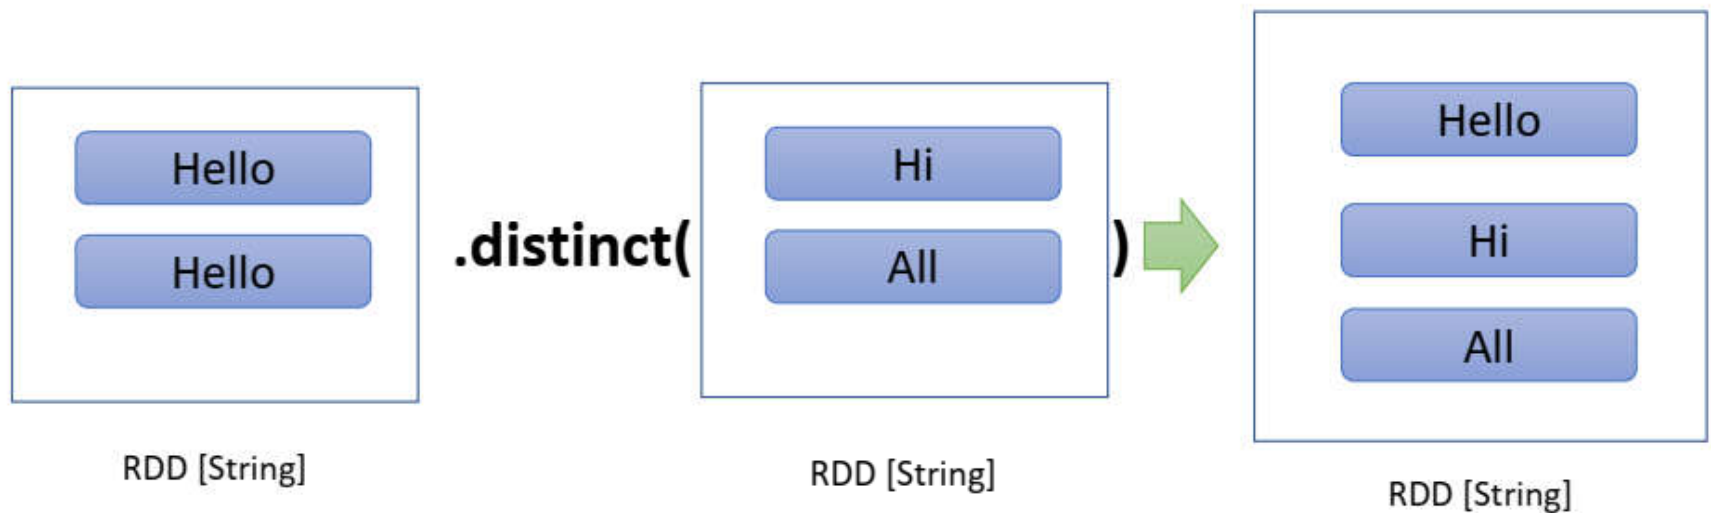 Hello
Hello
RDD [String]
.distinct(
Hi
All
)
RDD [String]
Hello
Hi
All
RDD [String]